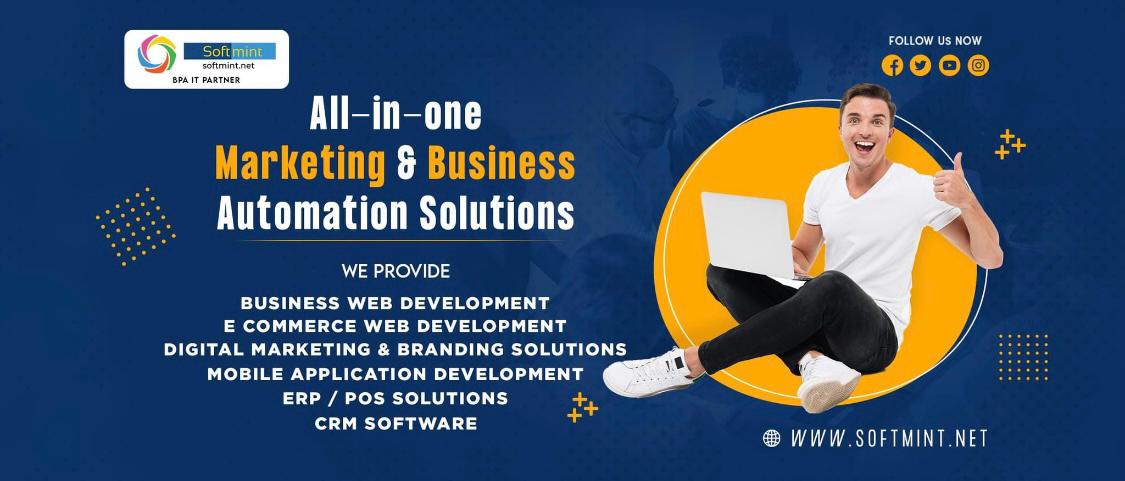 Softmint
softmint.net
BPA IT PARTNER
FOLLOW US NOW
All-in-one
Marketing & Business
Automation Solutions
WE PROVIDE
BUSINESS WEB DEVELOPMENT
E COMMERCE WEB DEVELOPMENT
DIGITAL MARKETING & BRANDING SOLUTIONS
MOBILE APPLICATION DEVELOPMENT
ERP / POS SOLUTIONS
CRM SOFTWARE
WWW.SOFTMINT.NET